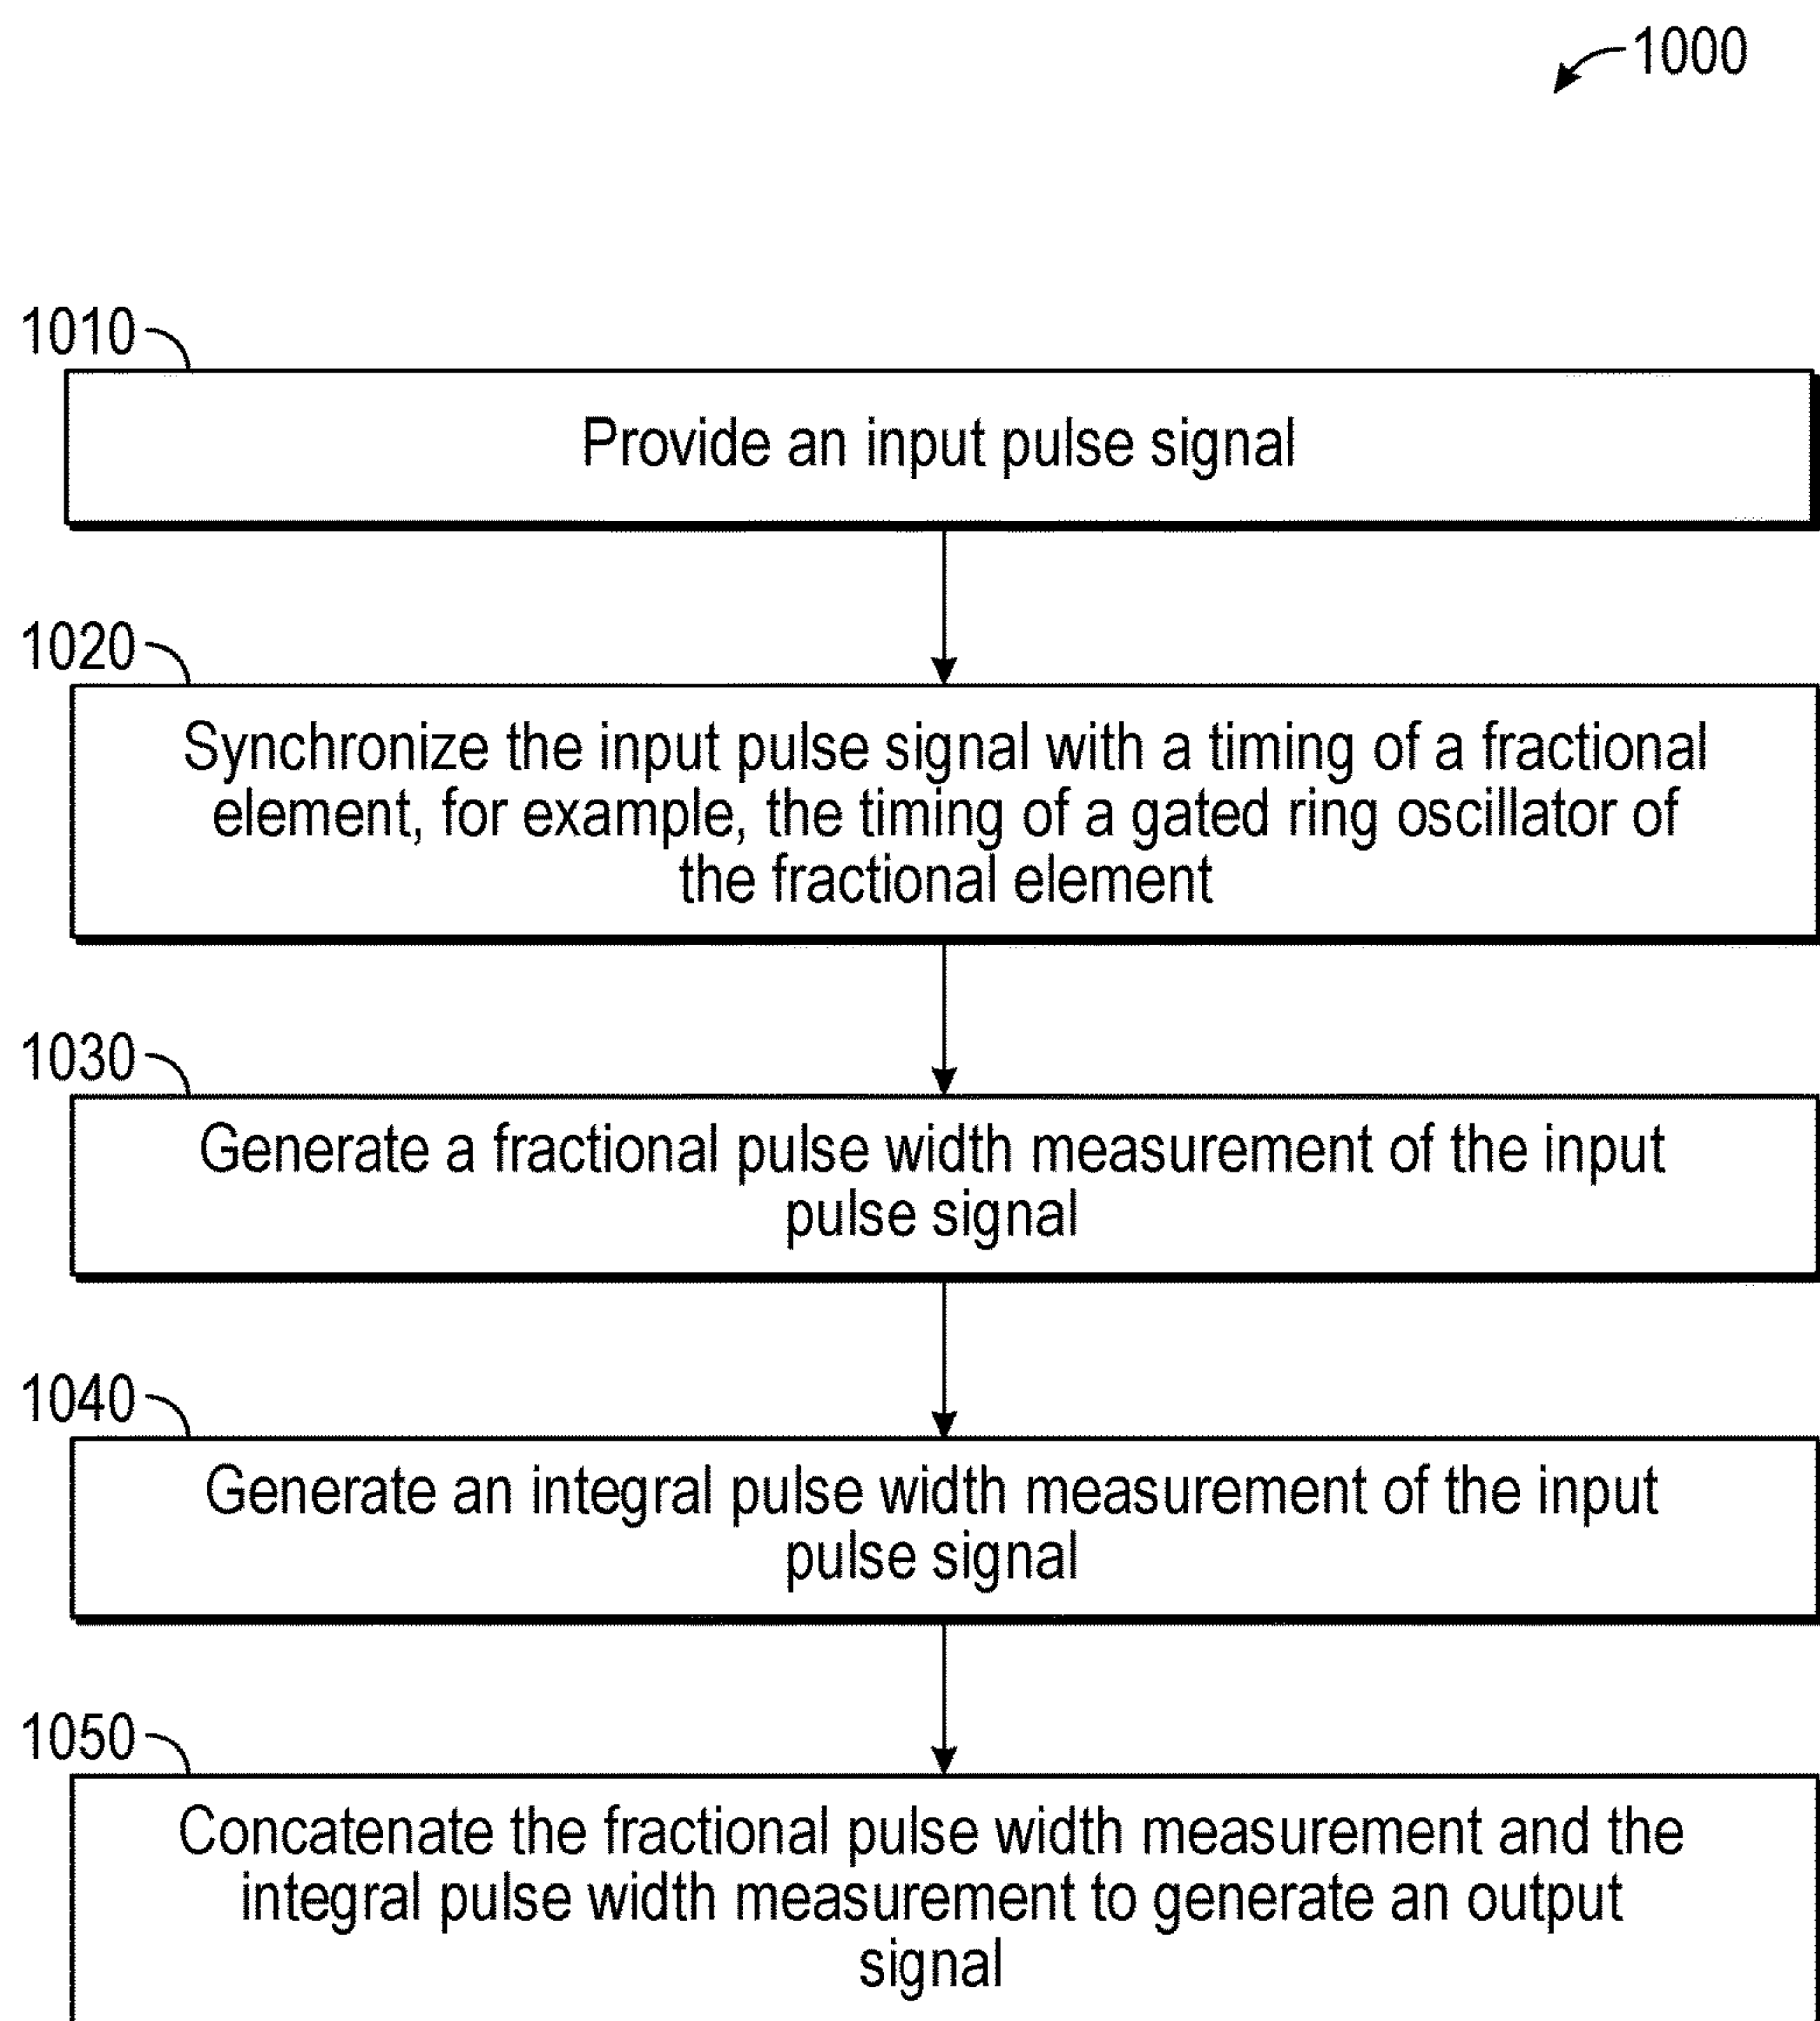 1000
1010
Provide an input pulse signal
1020
Synchronize the input pulse signal with a timing of a fractional
element, for example, the timing of a gated ring oscillator of
the fractional element
1030
Generate a fractional pulse width measurement of the input
pulse signal
1040
Generate an integral pulse width measurement of the input
pulse signal
1050
Concatenate the fractional pulse width measurement and the
integral pulse width measurement to generate an output
signal